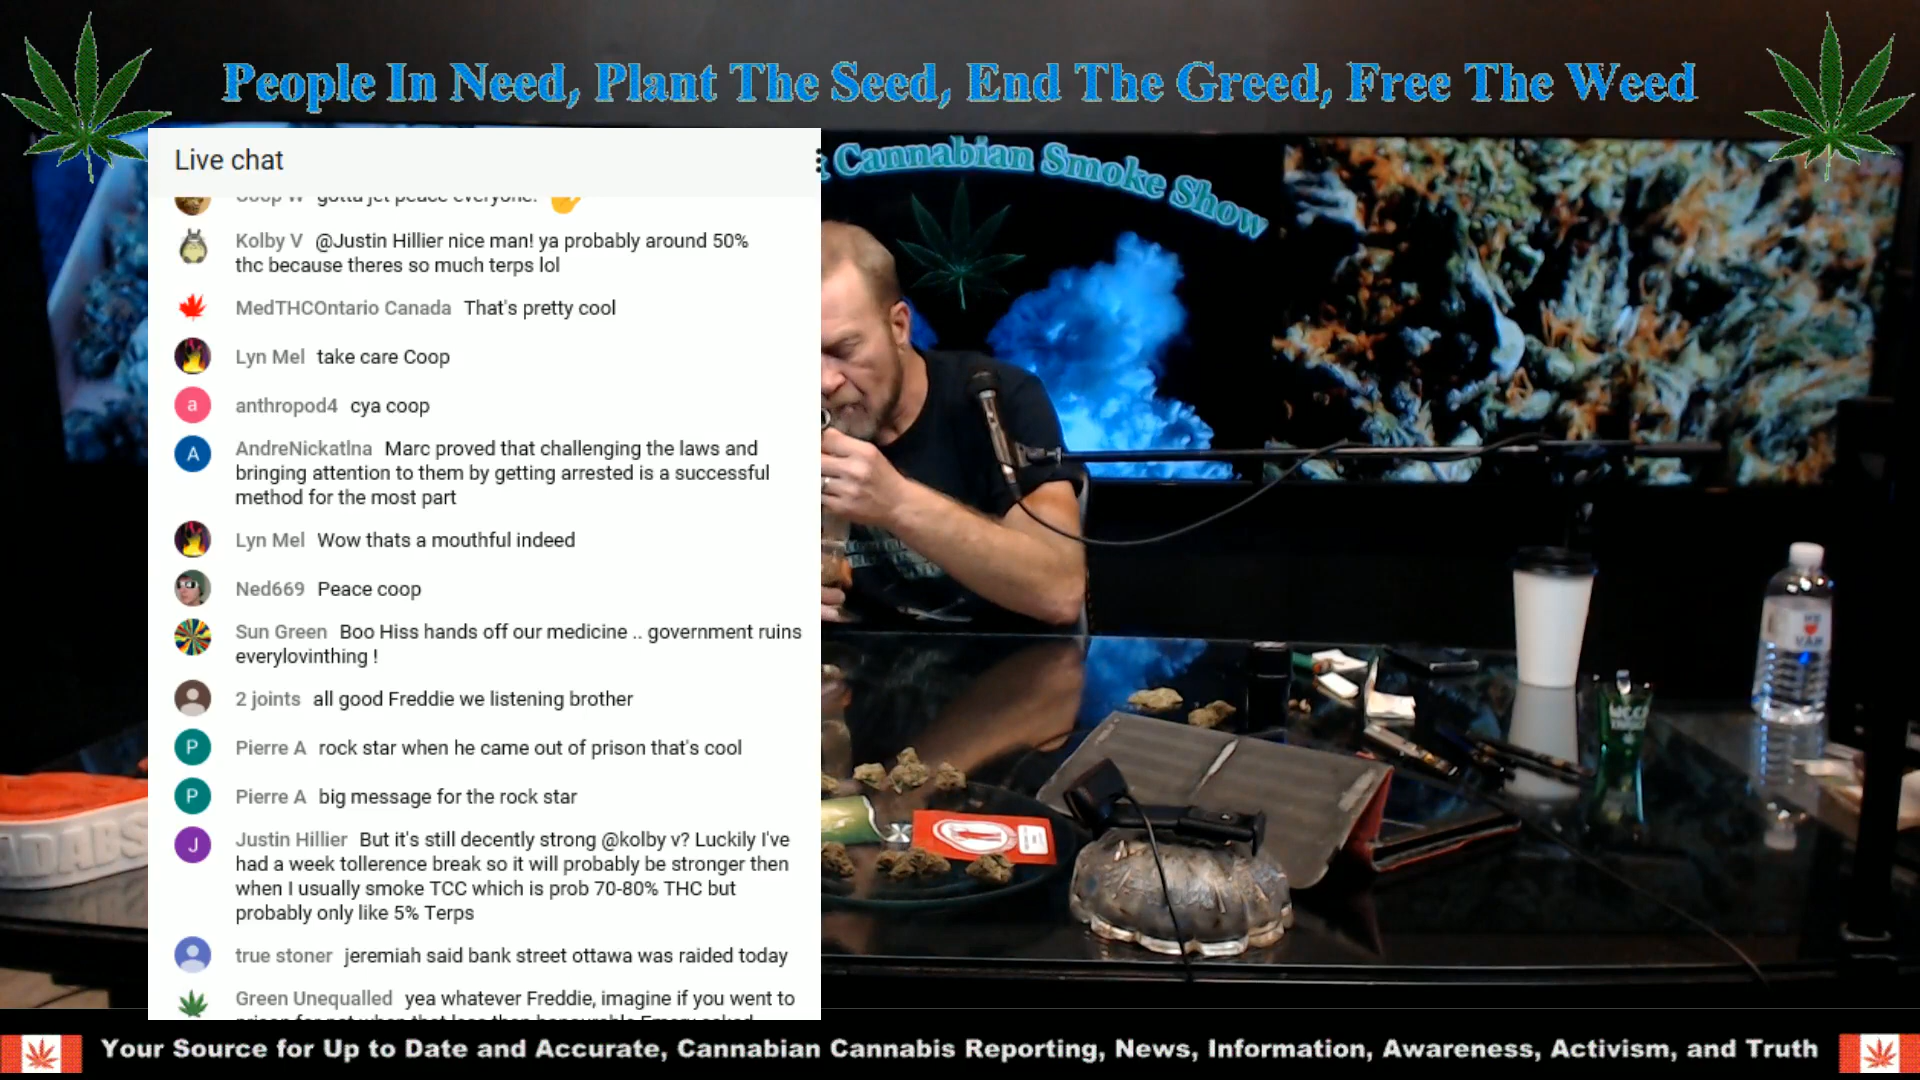 People In Need, Plant The Seed, End The Greed, Free The Weed
Cannabian Smoke Show
Live chat
Coop W gotta jet peace everyone!
Kolby V @Justin Hillier nice man! ya probably around 50%
thc because theres so much terps lol
MedTHCOntario Canada That's pretty cool
Lyn Mel take care Coop
a anthropod4 cya coop
A AndreNickatIna Marc proved that challenging the laws and
bringing attention to them by getting arrested is a successful
method for the most part
Lyn Mel Wow thats a mouthful indeed
Ned669 Peace coop
Sun Green Boo Hiss hands off our medicine .. government ruins
everylovinthing !
2 joints all good Freddie we listening brother
P Pierre A rock star when he came out of prison that's cool
P Pierre A big message for the rock star
J Justin Hillier But it's still decently strong @kolby v? Luckily I've
had a week tollerence break so it will probably be stronger then
when I usually smoke TCC which is prob 70-80% THC but
probably only like 5% Terps
true stoner jeremiah said bank street ottawa was raided today
Green Unequalled yea whatever Freddie, imagine if you went to
ADABS
Your Source for Up to Date and Accurate, Cannabian Cannabis Reporting, News, Information, Awareness, Activism, and Truth